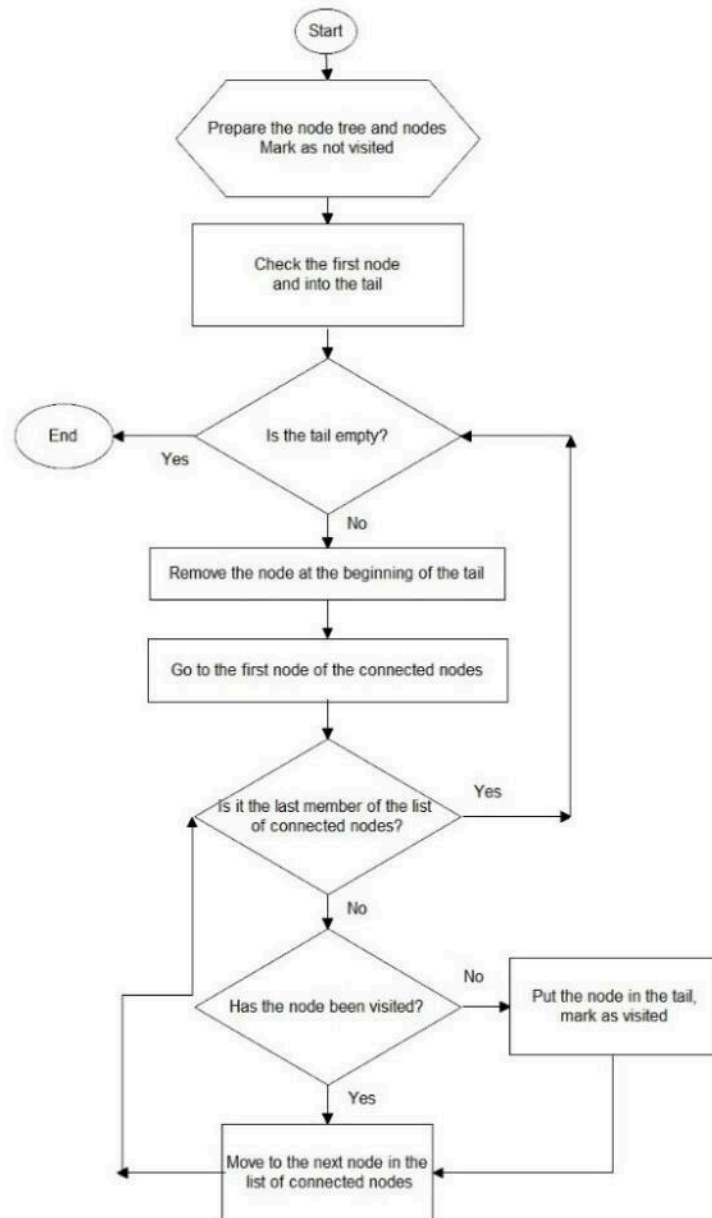 Start
Prepare the node tree and nodes
Mark as not visited
Check the first node
and into the tail
Is the tail empty?
End
Yes
No
Remove the node at the beginning of the tail
Go to the first node of the connected nodes
Is it the last member of the list
of connected nodes?
Yes
No
Has the node been visited?
No
Put the node in the tail,
mark as visited
Yes
Move to the next node in the
list of connected nodes